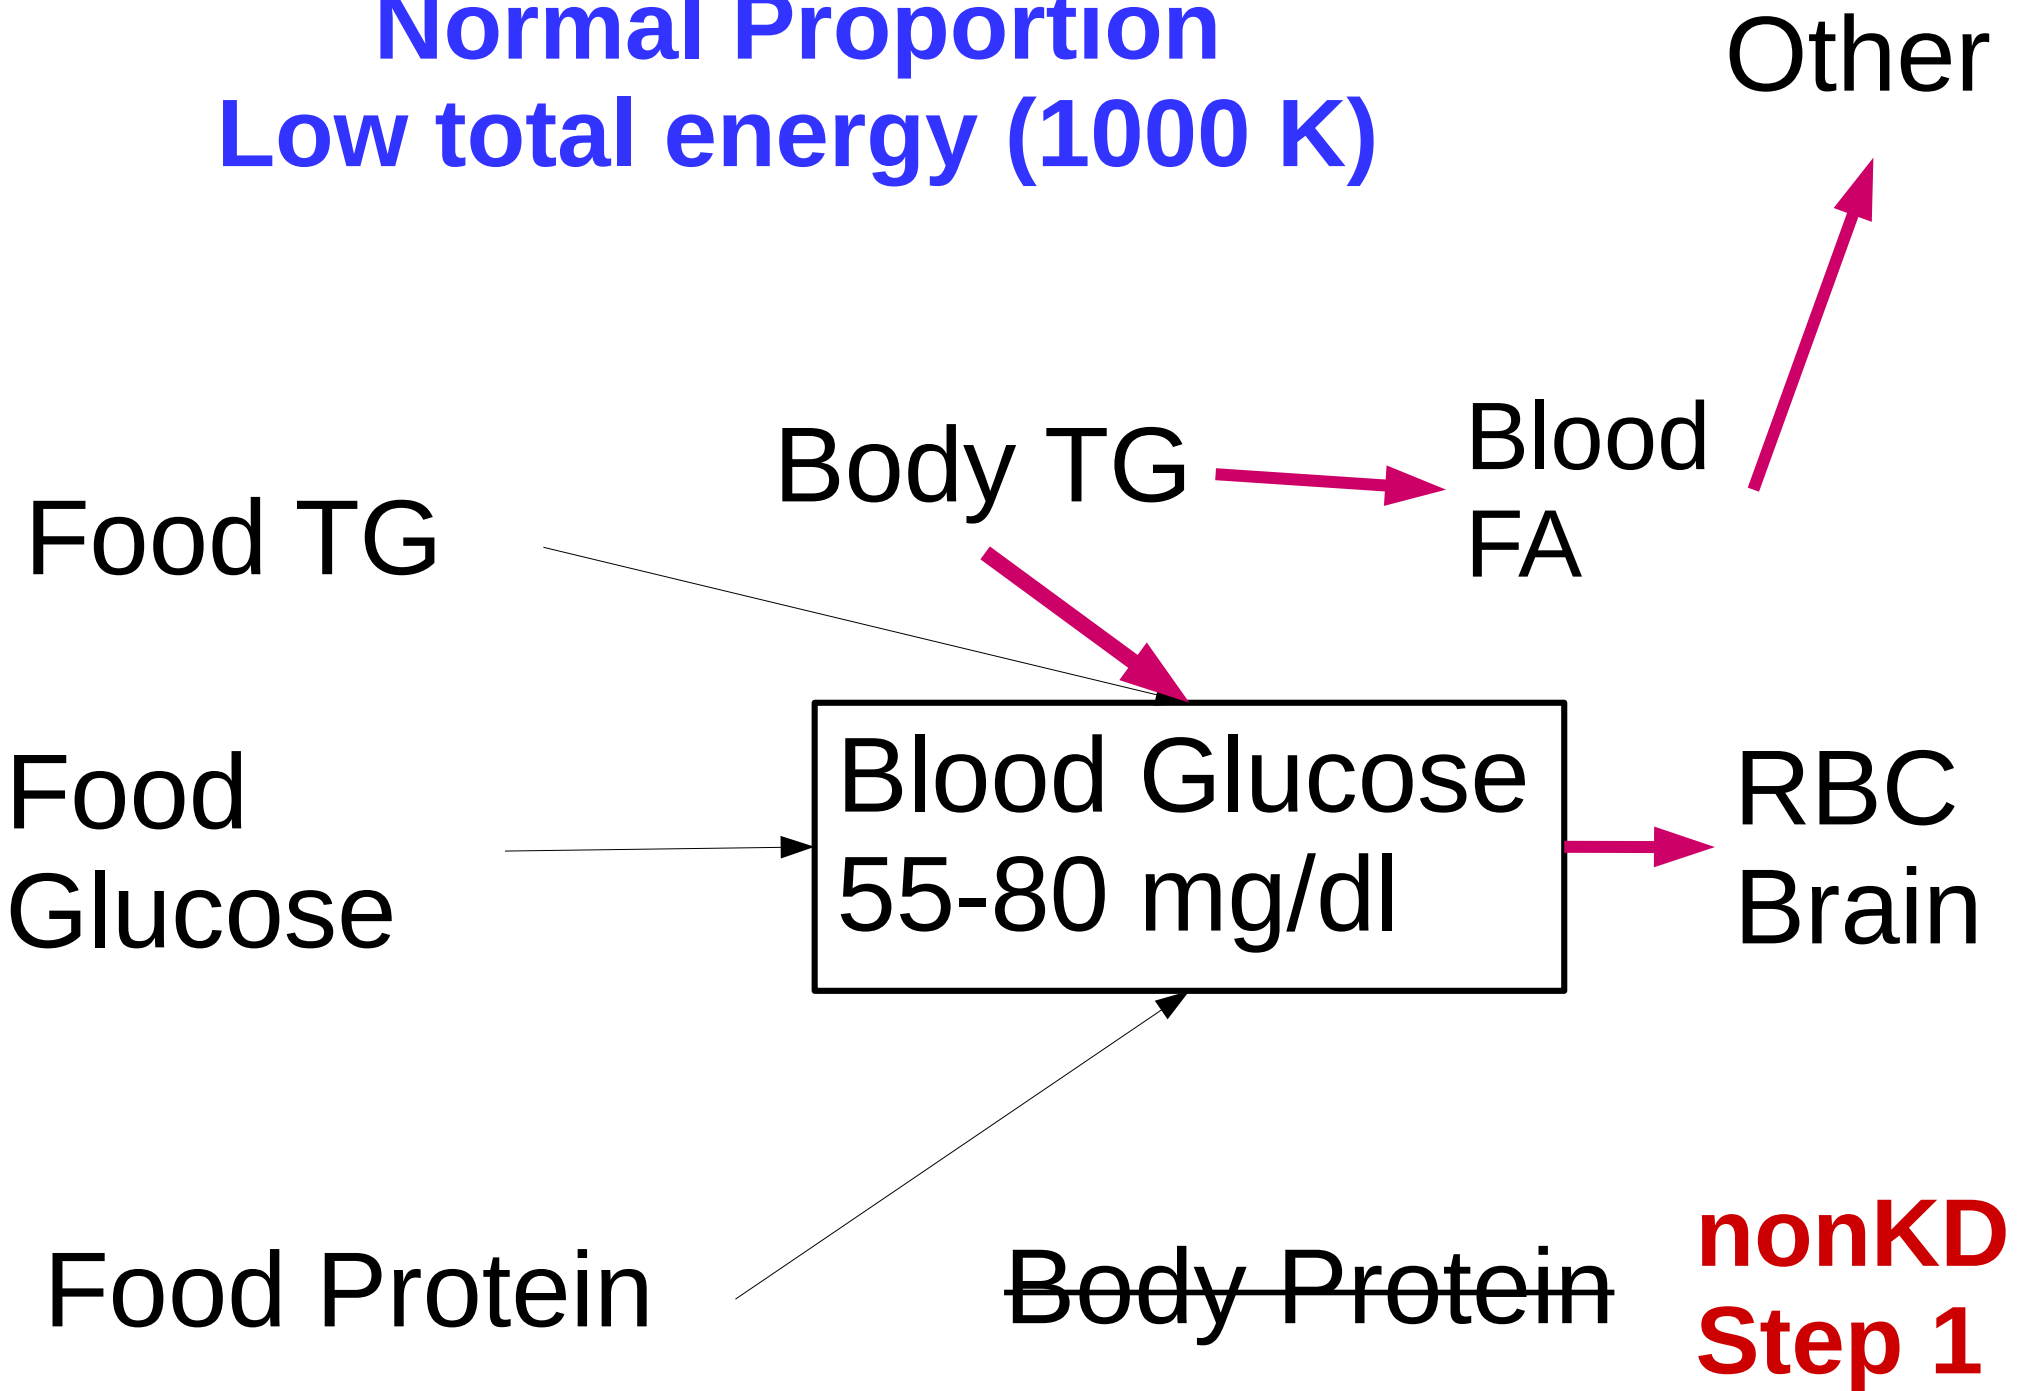 Normal Proportion
Low total energy (1000 K)
Other
Body TG
Blood
FA
Food TG
Food
Glucose
Blood Glucose
55-80 mg/dl
RBC
Brain
Food Protein
Body Protein
nonKD
Step 1